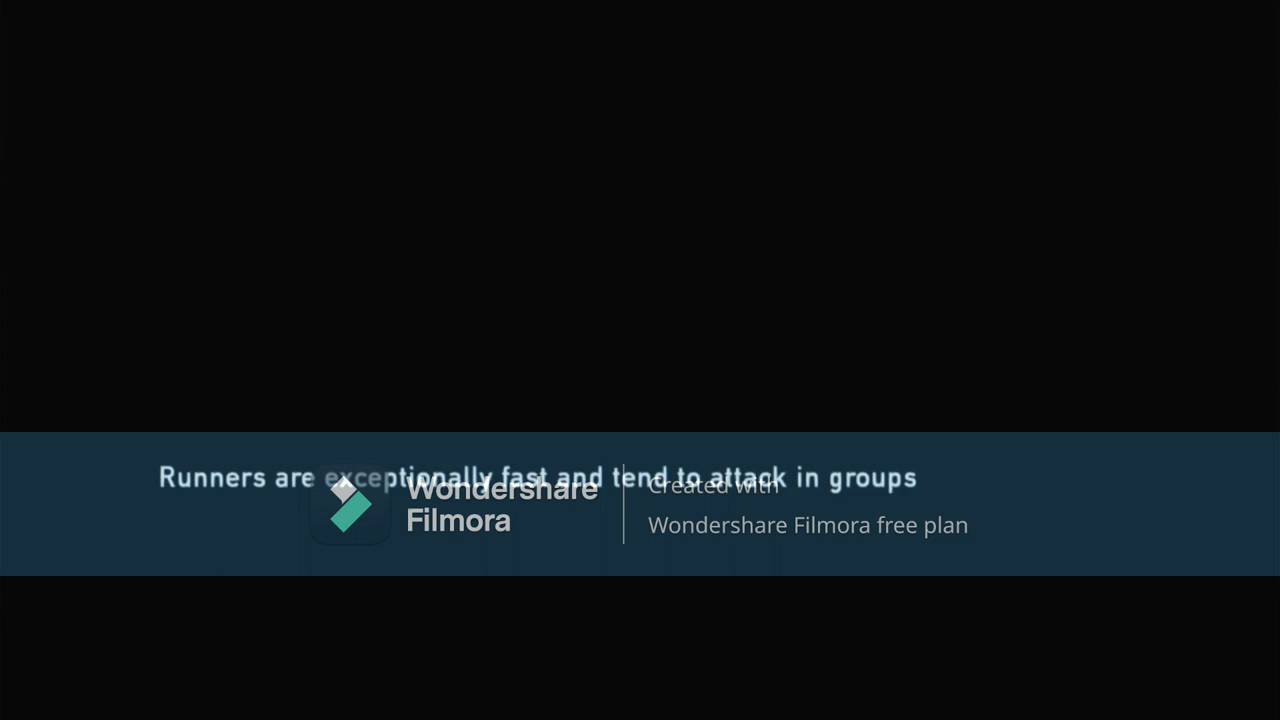 Runners are exceptionally fast and tend to attack in groups
Wondershare
Filmora
Created with
Wondershare Filmora free plan